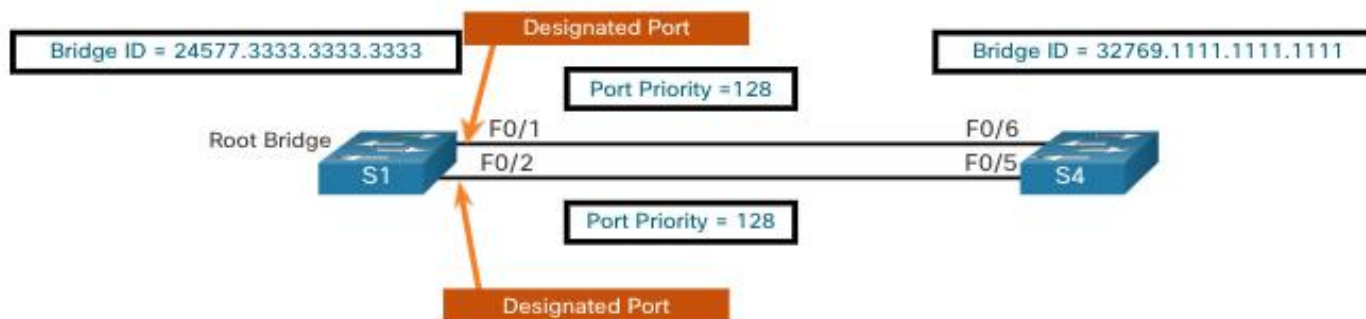 Designated Port
Bridge ID = 24577.3333.3333.3333
Bridge ID = 32769.1111.1111.1111
Port Priority =128
Root Bridge
F0/1
F0/6
F0/2
F0/5
S1
S4
Port Priority = 128
Designated Port